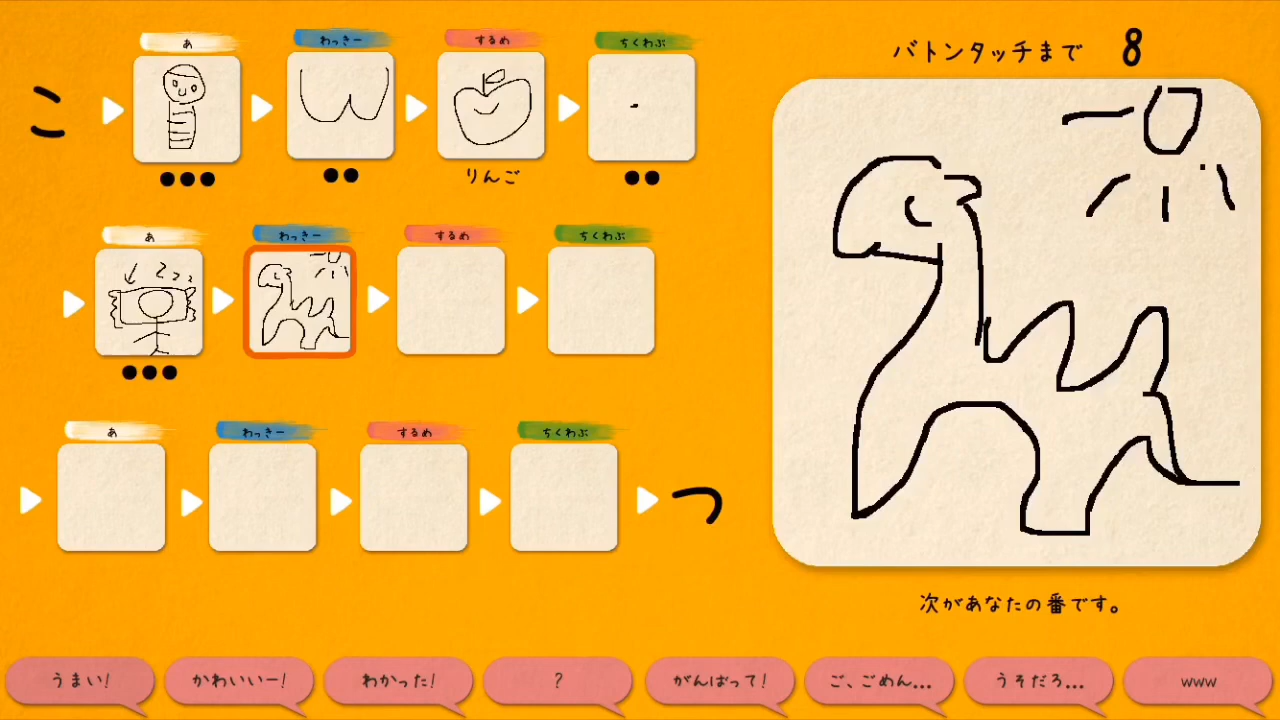 バトンタッチまで 8
あ わっきー するめ ちくわぶ
こ
りんご
あ わっきー するめ ちくわぶ
あ わっきー するめ ちくわぶ
つ
次があなたの番です。
うまい! かわいいー! わかった! ? がんばって! ご、ごめん... うそだろ... www